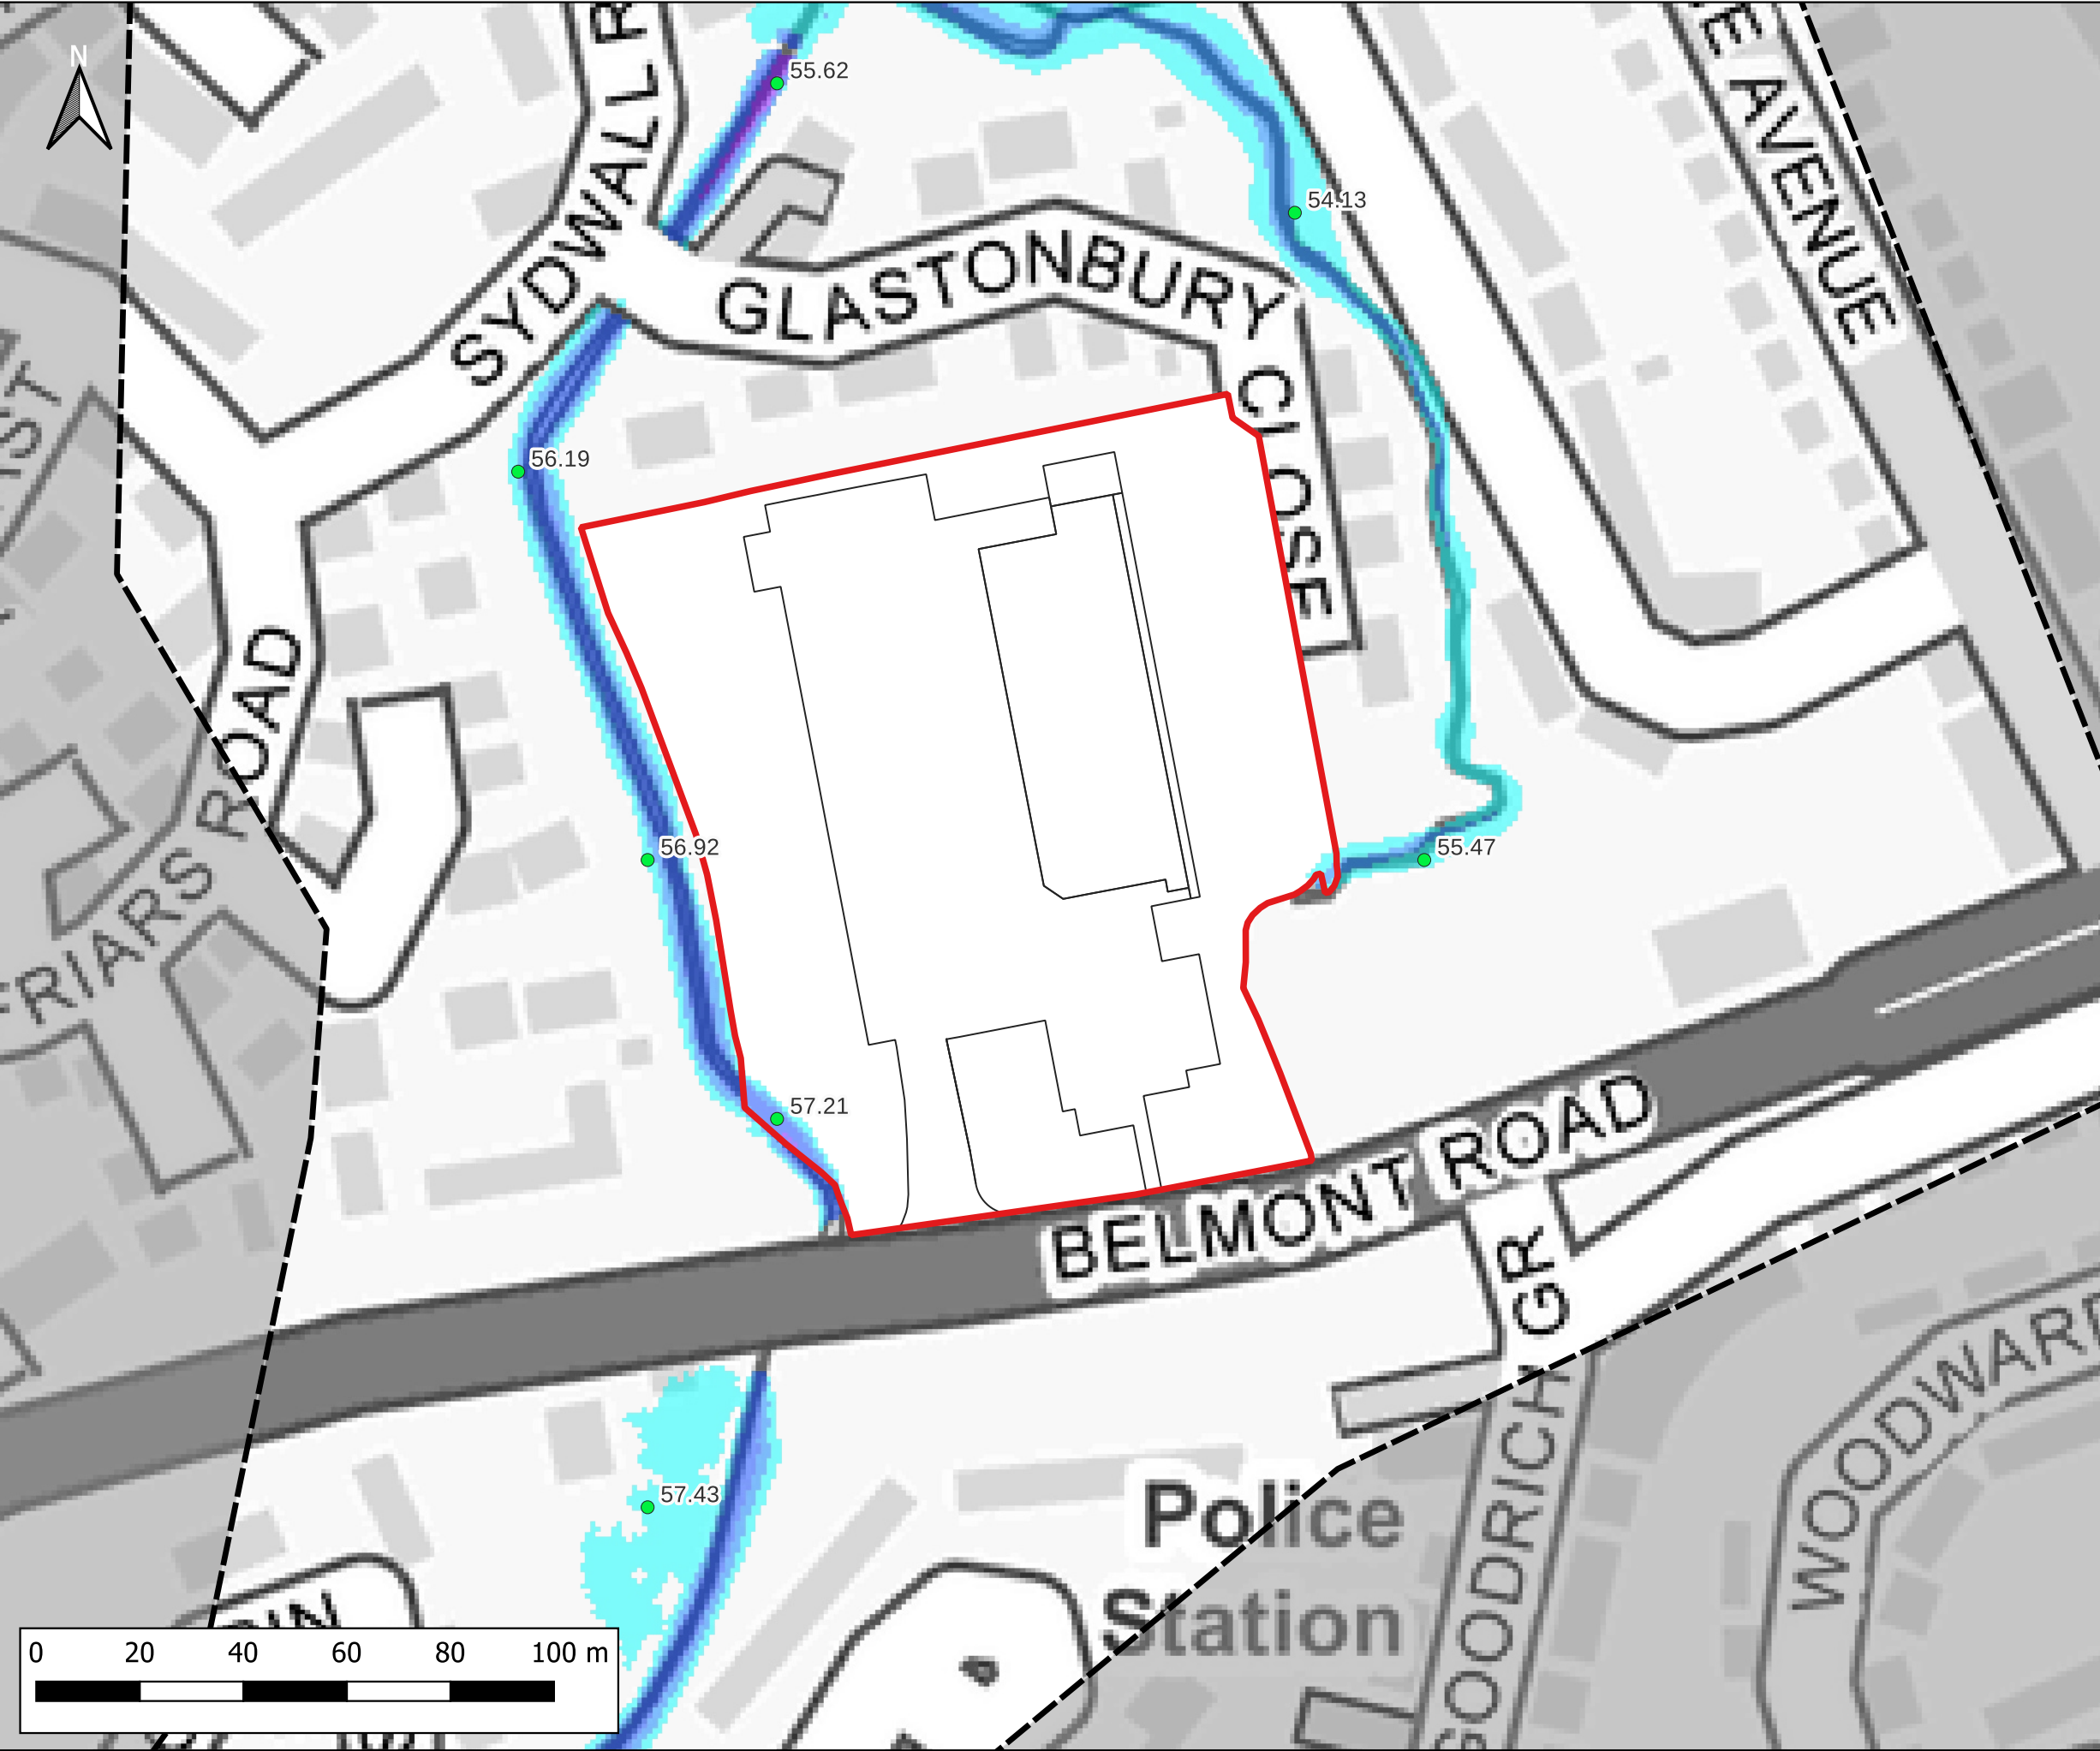 N
SYDWALL R
55.62
54.13
E AVENUE
GLASTONBURY
CLOSE
56.19
ROAD
56.92
55.47
FRIARS
57.21
BELMONT ROAD
GR
57.43
Police
Station
GOODRICH
WOODWARD
0 20 40 60 80 100 m